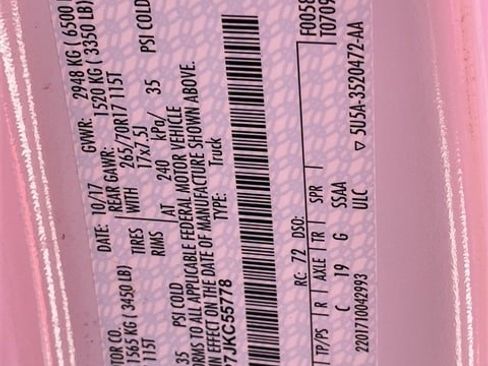 TOR CO. DATE: 10/17 GVWR: 2948 KG ( 6500
1565 KG ( 3450 LB) REAR GAWR: 1520 KG ( 3350 LB)
115T TIRES WITH 265/70R17 115T
RIMS 17x7.5J
35 PSI COLD AT 240 kPa/ 35 PSI COLD
RMS TO ALL APPLICABLE FEDERAL MOTOR VEHICLE
IN EFFECT ON THE DATE OF MANUFACTURE SHOWN ABOVE.
7JKC55778 TYPE: Truck
F0058
10709
RC: 72 DSO:
TP/PS R AXLE TR SPR
C 19 G SSAA
2201710042993 ULC
▽ 5U5A-3520472-AA